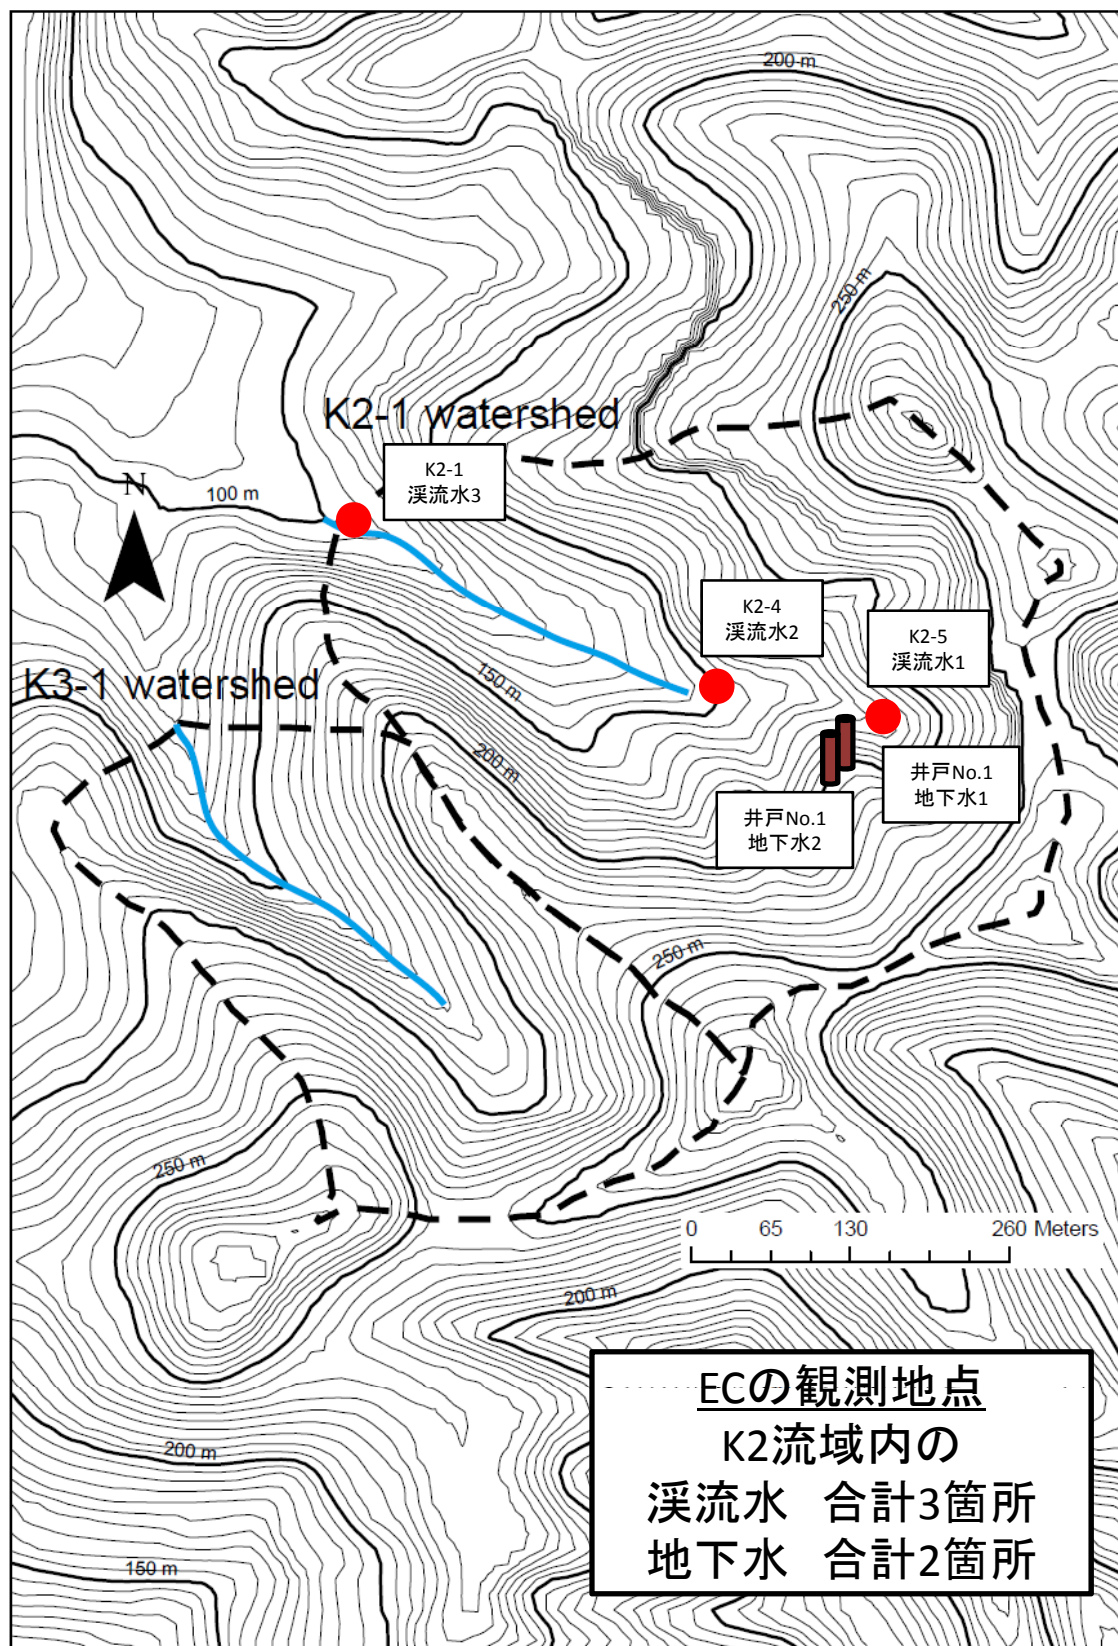 200 m
250 m
K2-1 watershed
K2-1
渓流水3
N
100 m
K2-4
渓流水2
K2-5
渓流水1
K3-1 watershed
150 m
200 m
井戸No.1
地下水1
井戸No.1
地下水2
250 m
250 m
0 65 130 260 Meters
200 m
ECの観測地点
K2流域内の
渓流水 合計3箇所
地下水 合計2箇所
200 m
150 m